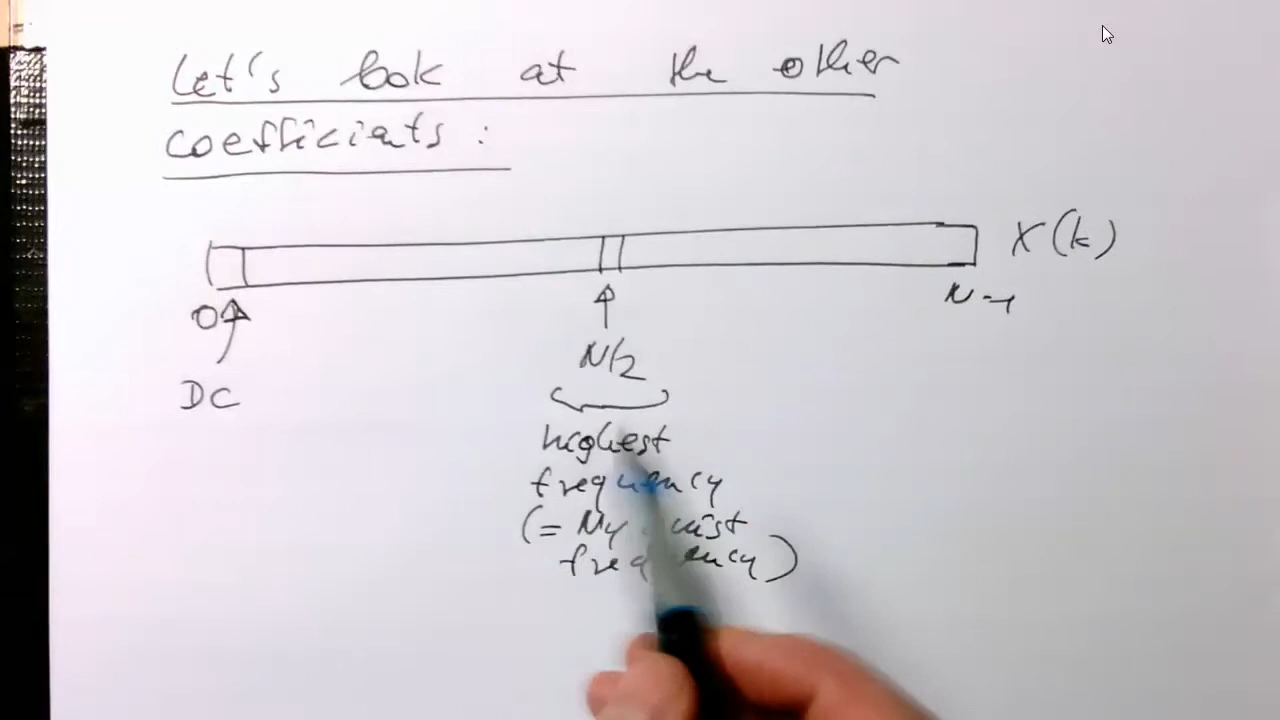 Let's look at the other
coefficients:
X(k)
0
N-1
N/2
DC
highest
frequency
(= Nyquist
frequency)